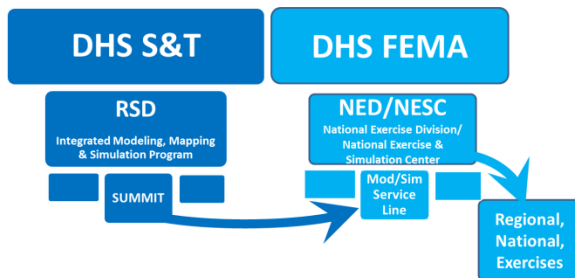 DHS S&T
DHS FEMA
RSD
Integrated Modeling, Mapping
& Simulation Program
NED/NESC
National Exercise Division/
National Exercise &
Simulation Center
SUMMIT
Mod/Sim
Service
Line
Regional,
National,
Exercises